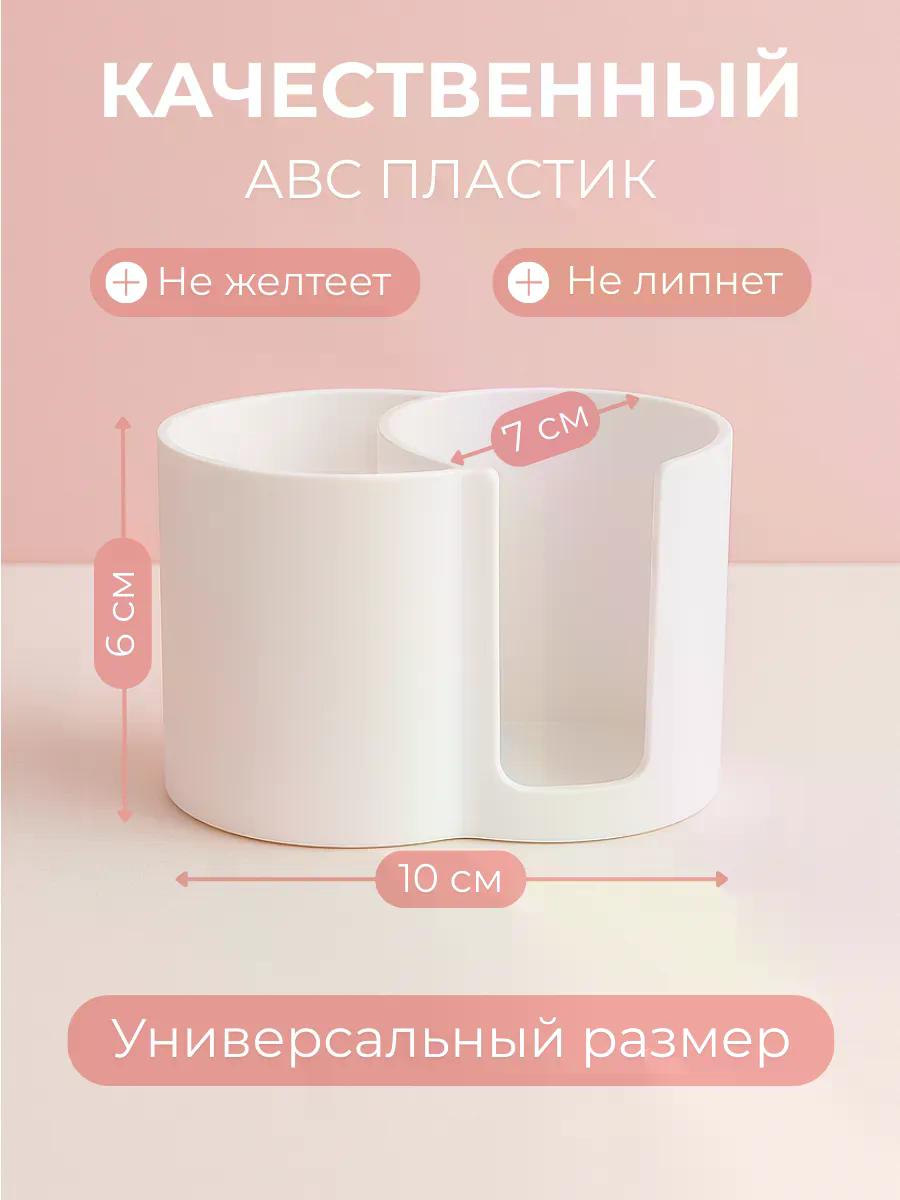 КАЧЕСТВЕННЫЙ
АВС ПЛАСТИК
Не желтеет
Не липнет
7 см
6 см
10 см
Универсальный размер